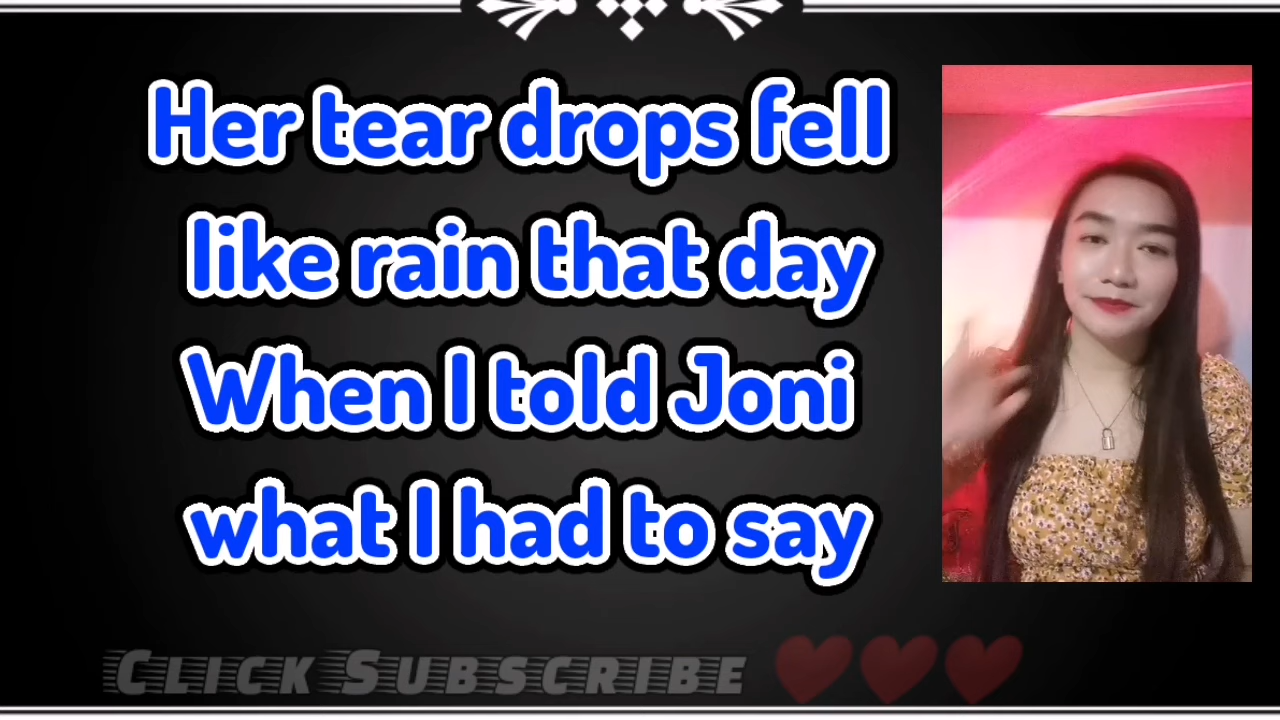 Her tear drops fell
like rain that day
When I told Joni
what I had to say
CLICK SUBSCRIBE